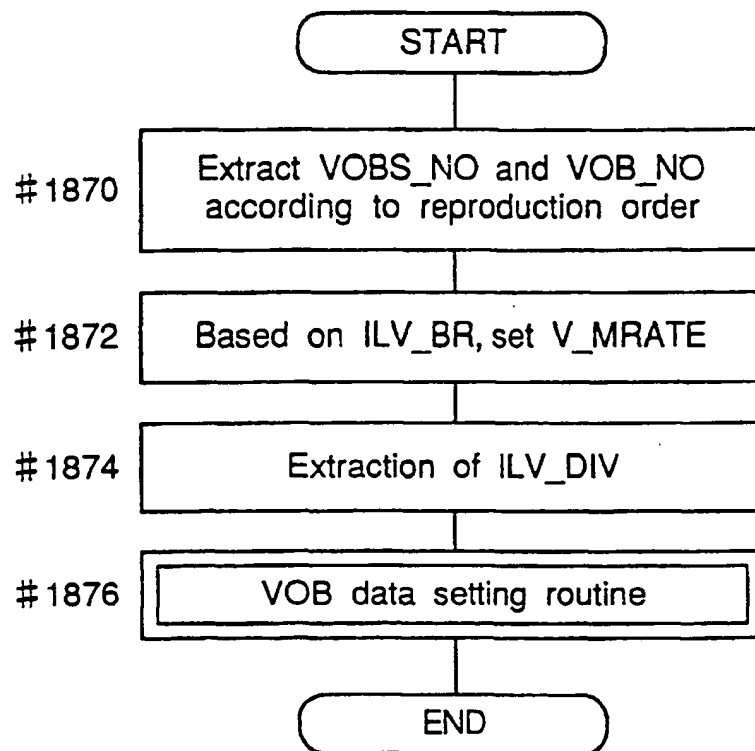 START
#1870
Extract VOBS_NO and VOB_NO
according to reproduction order
#1872
Based on ILV_BR, set V_MRATE
#1874
Extraction of ILV_DIV
#1876
VOB data setting routine
END